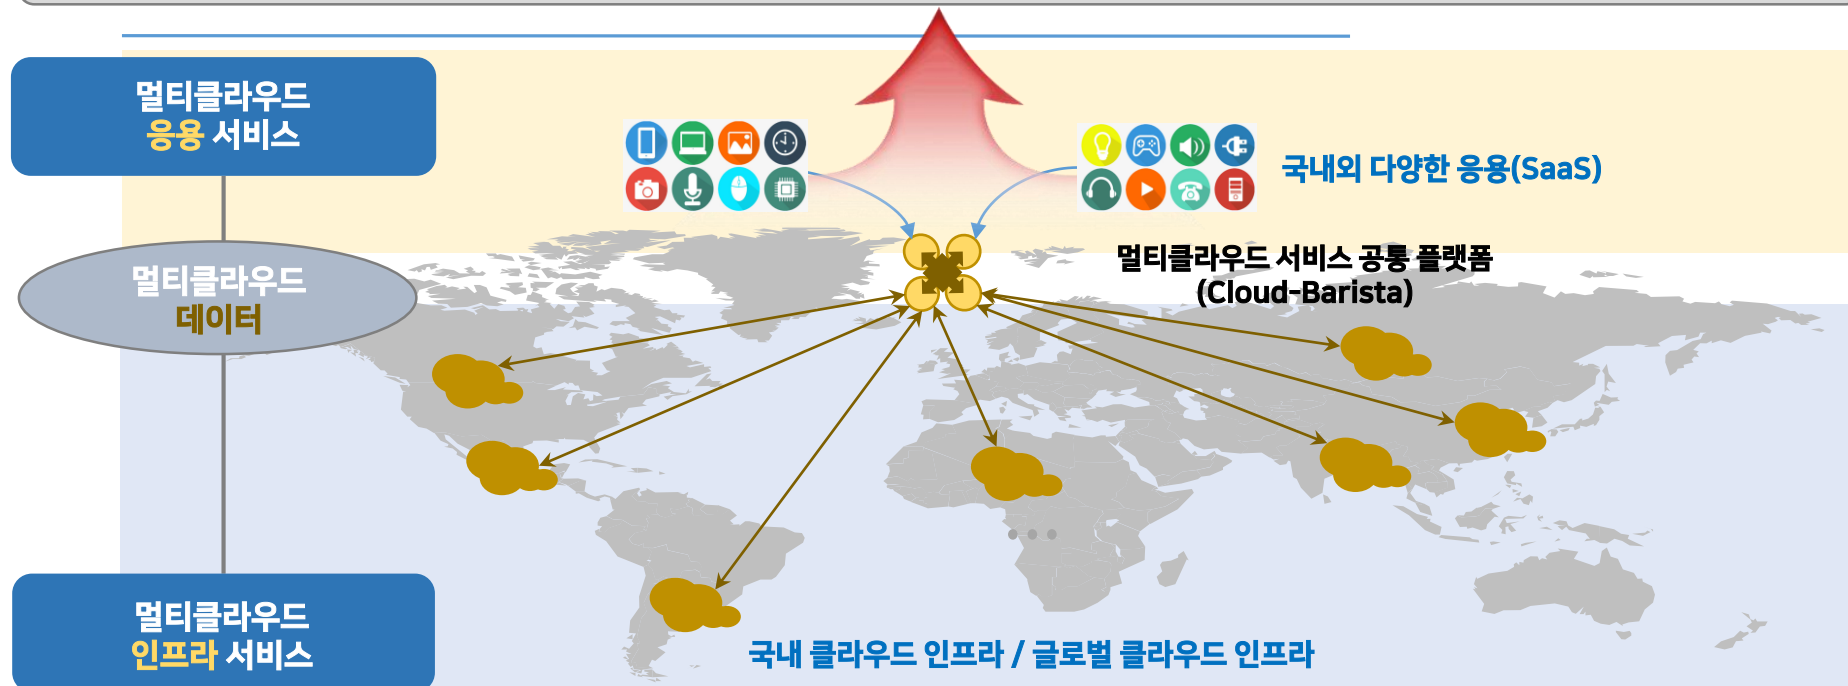 멀티클라우드
응용 서비스
국내외 다양한 응용(SaaS)
멀티클라우드 서비스 공통 플랫폼
(Cloud-Barista)
멀티클라우드
데이터
멀티클라우드
인프라 서비스
국내 클라우드 인프라 / 글로벌 클라우드 인프라